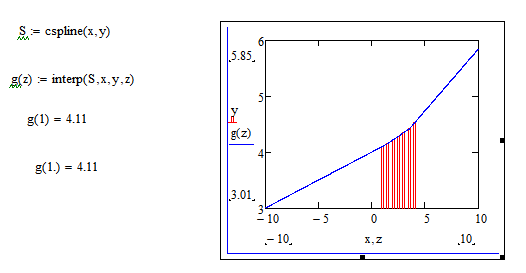 S := cspline(x,y)
g(z) := interp(S,x,y,z)
g(1) = 4.11
g(1.) = 4.11
5.85
y
g(z)
3.01
6
5
4
3
−10
−5
0
5
10
−10
x,z
10